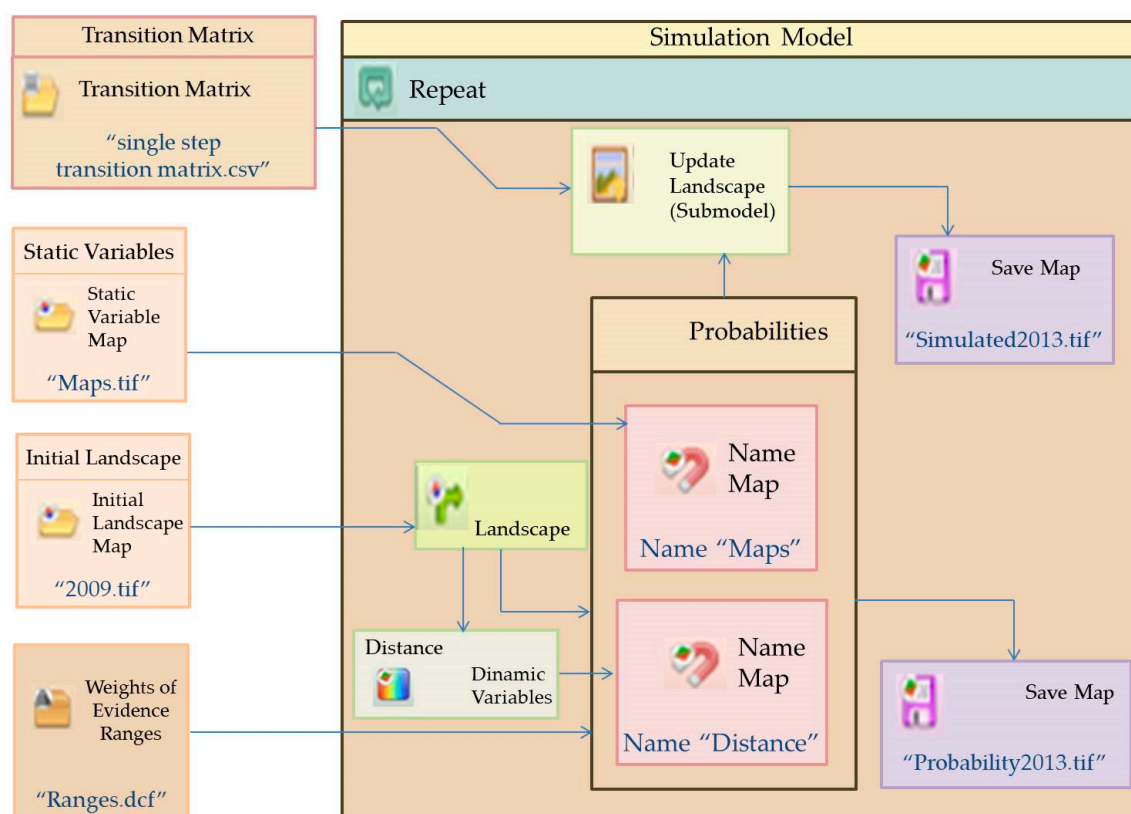 Transition Matrix
Transition Matrix
“single step
transition matrix.csv”
Static Variables
Static
Variable
Map
“Maps.tif”
Initial Landscape
Initial
Landscape
Map
“2009.tif”
Weights of
Evidence
Ranges
“Ranges.dcf”
Simulation Model
Repeat
Update
Landscape
(Submodel)
Save Map
“Simulated2013.tif”
Probabilities
Name
Map
Name “Maps”
Landscape
Distance
Dinamic
Variables
Name
Map
Name “Distance”
Save Map
“Probability2013.tif”